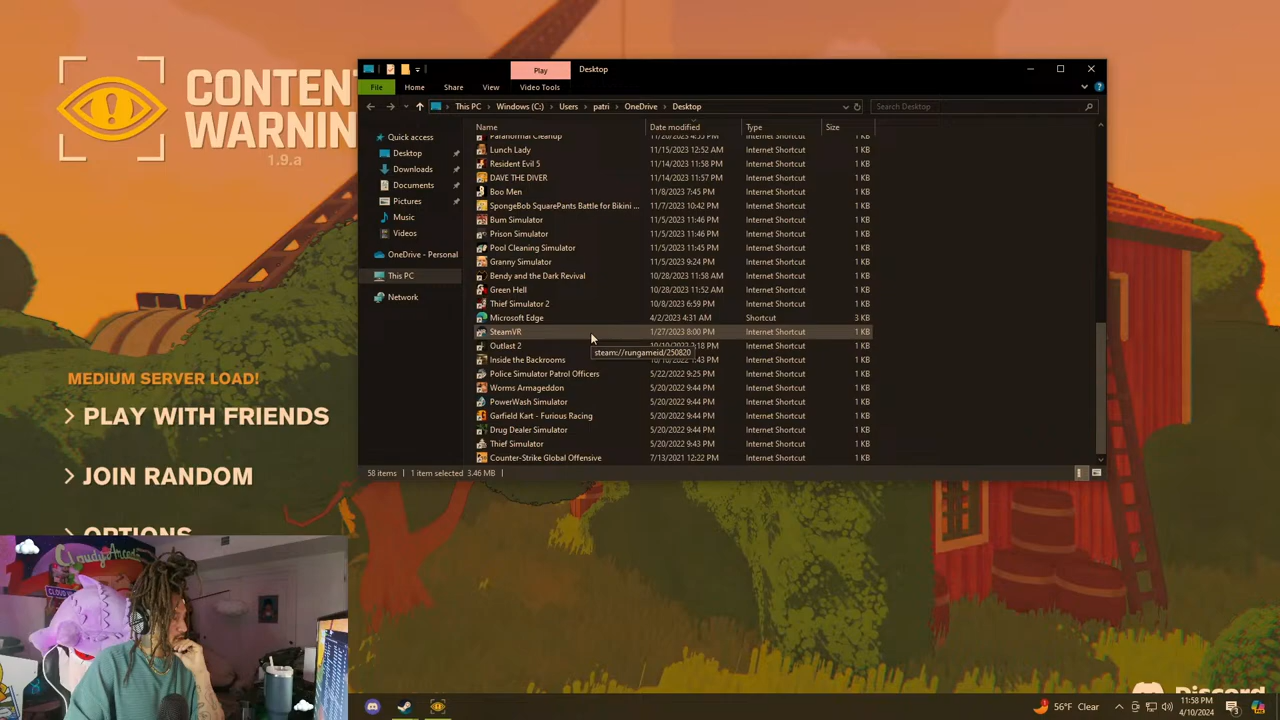 CONTENT
WARNING
1.9.a
MEDIUM SERVER LOAD!
> PLAY WITH FRIENDS
> JOIN RANDOM
> OPTIONS
Play
Desktop
File
Home
Share
View
Video Tools
This PC > Windows (C:) > Users > patri > OneDrive > Desktop
Search Desktop
Quick access
Desktop
Downloads
Documents
Pictures
Music
Videos
OneDrive - Personal
This PC
Network
Name Date modified Type Size
Paranormal Cleanup Internet Shortcut 1 KB
Lunch Lady 11/15/2023 12:52 AM Internet Shortcut 1 KB
Resident Evil 5 11/14/2023 11:58 PM Internet Shortcut 1 KB
DAVE THE DIVER 11/14/2023 11:57 PM Internet Shortcut 1 KB
Boo Men 11/8/2023 7:45 PM Internet Shortcut 1 KB
SpongeBob SquarePants Battle for Bikini ... 11/7/2023 10:42 PM Internet Shortcut 1 KB
Bum Simulator 11/5/2023 11:46 PM Internet Shortcut 1 KB
Prison Simulator 11/5/2023 11:46 PM Internet Shortcut 1 KB
Pool Cleaning Simulator 11/5/2023 11:45 PM Internet Shortcut 1 KB
Granny Simulator 11/5/2023 9:24 PM Internet Shortcut 1 KB
Bendy and the Dark Revival 10/28/2023 11:58 AM Internet Shortcut 1 KB
Green Hell 10/28/2023 11:52 AM Internet Shortcut 1 KB
Thief Simulator 2 10/8/2023 6:59 PM Internet Shortcut 1 KB
Microsoft Edge 4/2/2023 4:31 AM Shortcut 3 KB
SteamVR 1/27/2023 8:00 PM Internet Shortcut 1 KB
Outlast 2 Internet Shortcut 1 KB
steam://rungameid/250820
Inside the Backrooms Internet Shortcut 1 KB
Police Simulator Patrol Officers 5/22/2022 9:25 PM Internet Shortcut 1 KB
Worms Armageddon 5/20/2022 9:44 PM Internet Shortcut 1 KB
PowerWash Simulator 5/20/2022 9:44 PM Internet Shortcut 1 KB
Garfield Kart - Furious Racing 5/20/2022 9:44 PM Internet Shortcut 1 KB
Drug Dealer Simulator 5/20/2022 9:44 PM Internet Shortcut 1 KB
Thief Simulator 5/20/2022 9:43 PM Internet Shortcut 1 KB
Counter-Strike Global Offensive 7/13/2021 12:22 PM Internet Shortcut 1 KB
58 items 1 item selected 3.46 MB
Discord
56°F Clear
11:58 PM
4/10/2024
3